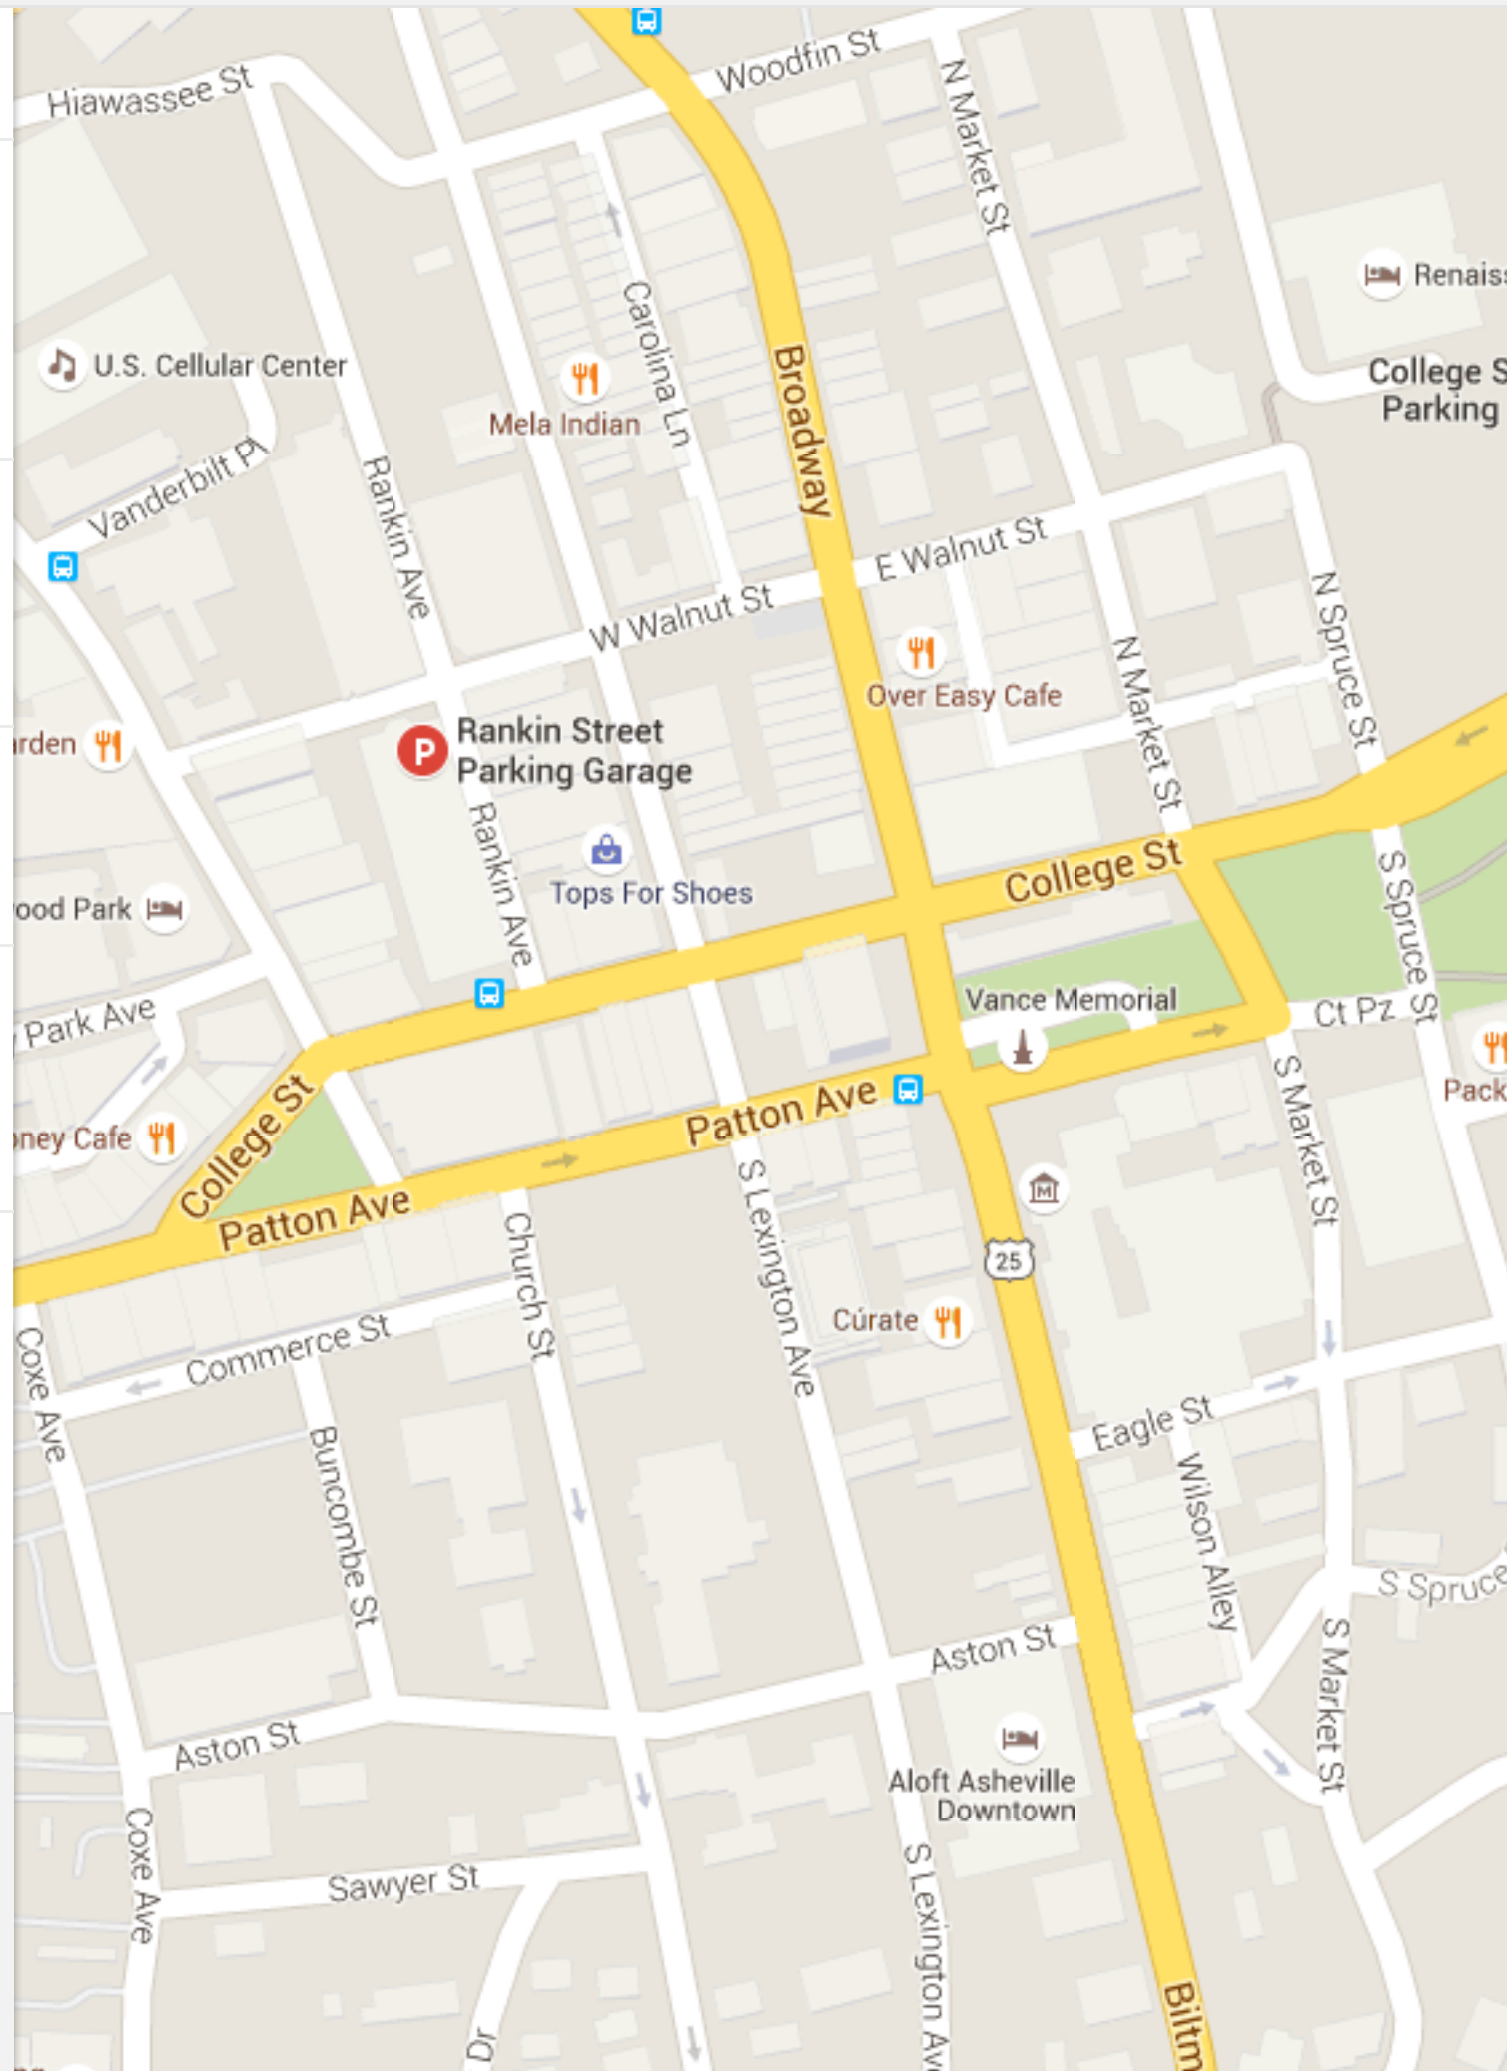 Woodfin St
Hiawassee St
N Market St
Renais
U.S. Cellular Center
College S
Parking
Carolina Ln
Broadway
Mela Indian
Vanderbilt Pl
Rankin Ave
E Walnut St
W Walnut St
N Spruce St
Over Easy Cafe
N Market St
Rankin Street
Parking Garage
arden
P
Rankin Ave
Tops For Shoes
College St
S Spruce St
ood Park
Vance Memorial
Park Ave
Ct Pz
Patton Ave
S Market St
Pack
College St
oney Cafe
Patton Ave
S Lexington Ave
Church St
M
25
Cúrate
Commerce St
Coxe Ave
Eagle St
Buncombe St
Wilson Alley
S Spruce
Aston St
S Market St
Aston St
Aloft Asheville
Downtown
Coxe Ave
Sawyer St
S Lexington Av
Biltm
Dr